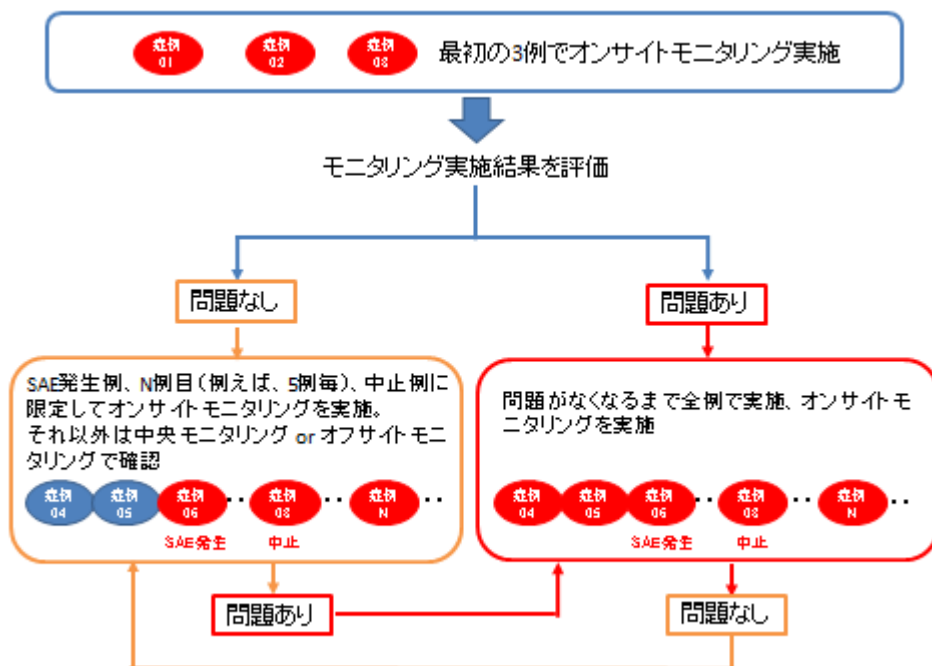 症例
01
症例
02
症例
03
最初の3例でオンサイトモニタリング実施
モニタリング実施結果を評価
問題なし
問題あり
SAE発生例、N例目(例えば、5例毎)、中止例に
限定してオンサイトモニタリングを実施。
それ以外は中央モニタリング or オフサイトモニ
タリングで確認
症例
04
症例
05
症例
06
‥
症例
08
‥
症例
N
‥
SAE発生
中止
問題がなくなるまで全例で実施、オンサイトモ
ニタリングを実施
症例
04
症例
05
症例
06
‥
症例
08
‥
症例
N
‥
SAE発生
中止
問題あり
問題なし